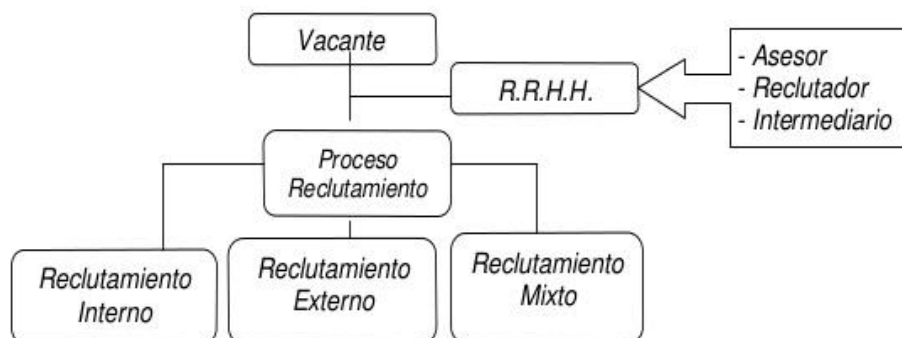 Vacante
R.R.H.H.
- Asesor
- Reclutador
- Intermediario
Proceso
Reclutamiento
Reclutamiento
Interno
Reclutamiento
Externo
Reclutamiento
Mixto